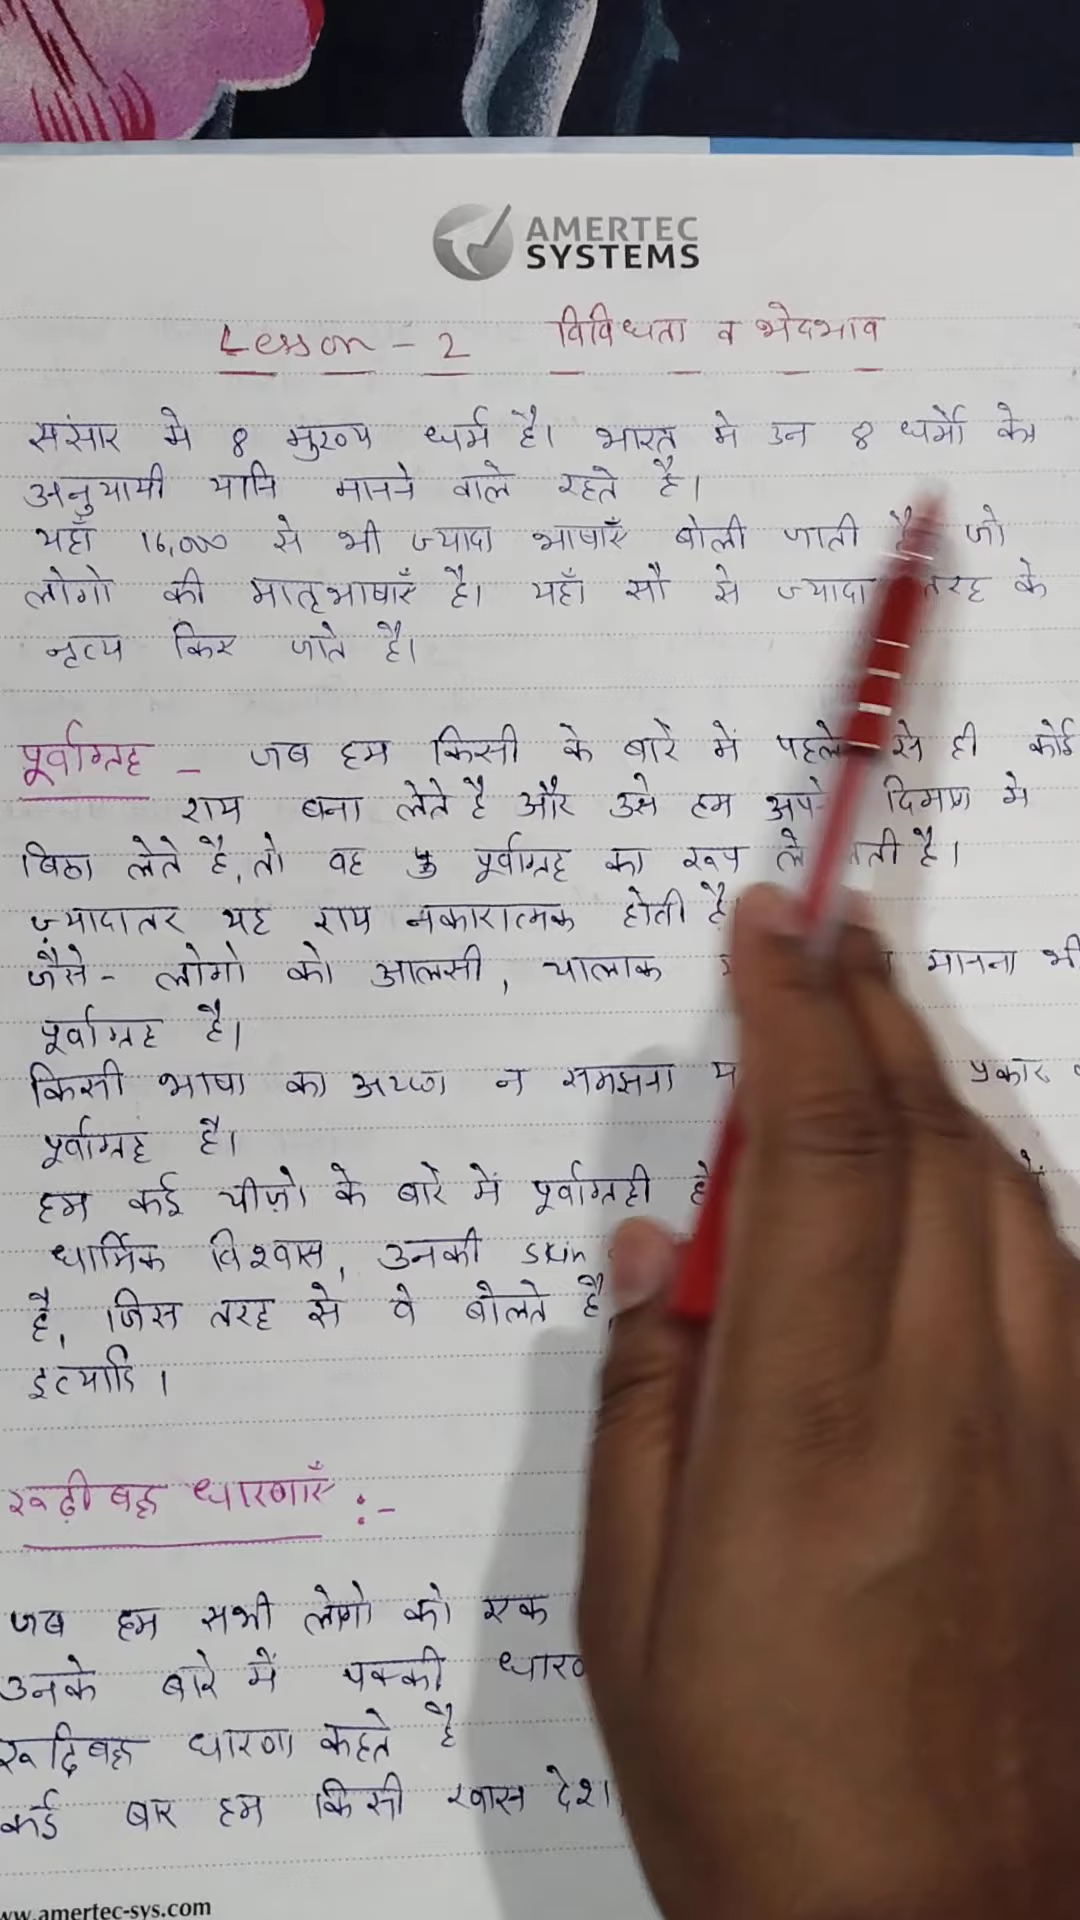 AMERTEC
SYSTEMS
Lesson - 2 विविधता व भेदभाव
संसार मे 8 मुख्य धर्म है। भारत मे उन 8 धर्मो के
अनुयायी यानि मानने वाले रहते है।
यहाँ 16,000 से भी ज्यादा भाषाएँ बोली जाती है जो
लोगो की मातृभाषाएँ है। यहाँ सौ से ज्यादा तरह के
नृत्य किए जाते है।
पूर्वाग्रह - जब हम किसी के बारे में पहले से ही कोई
राय बना लेते है और उसे हम अपने दिमाग मे
बिठा लेते है, तो वह पूर्वाग्रह का रूप ले है।
ज़्यादातर यह राय नकारात्मक होती है
जैसे - लोगो को आलसी, चालाक मानना भी
पूर्वाग्रह है।
किसी भाषा का अच्छा न समझना प्रकार
पूर्वाग्रह है।
हम कई चीज़ो के बारे में पूर्वाग्रही
धार्मिक विश्वास, उनकी skin
है, जिस तरह से वे बोलते है,
इत्यादि।
रूढ़ी बद्ध धारणाएँ :-
जब हम सभी लोगो को एक
उनके बारे में पक्की
रूढिबद्ध धारणा कहते है
कई बार हम किसी खास देश।
www.amertec-sys.com